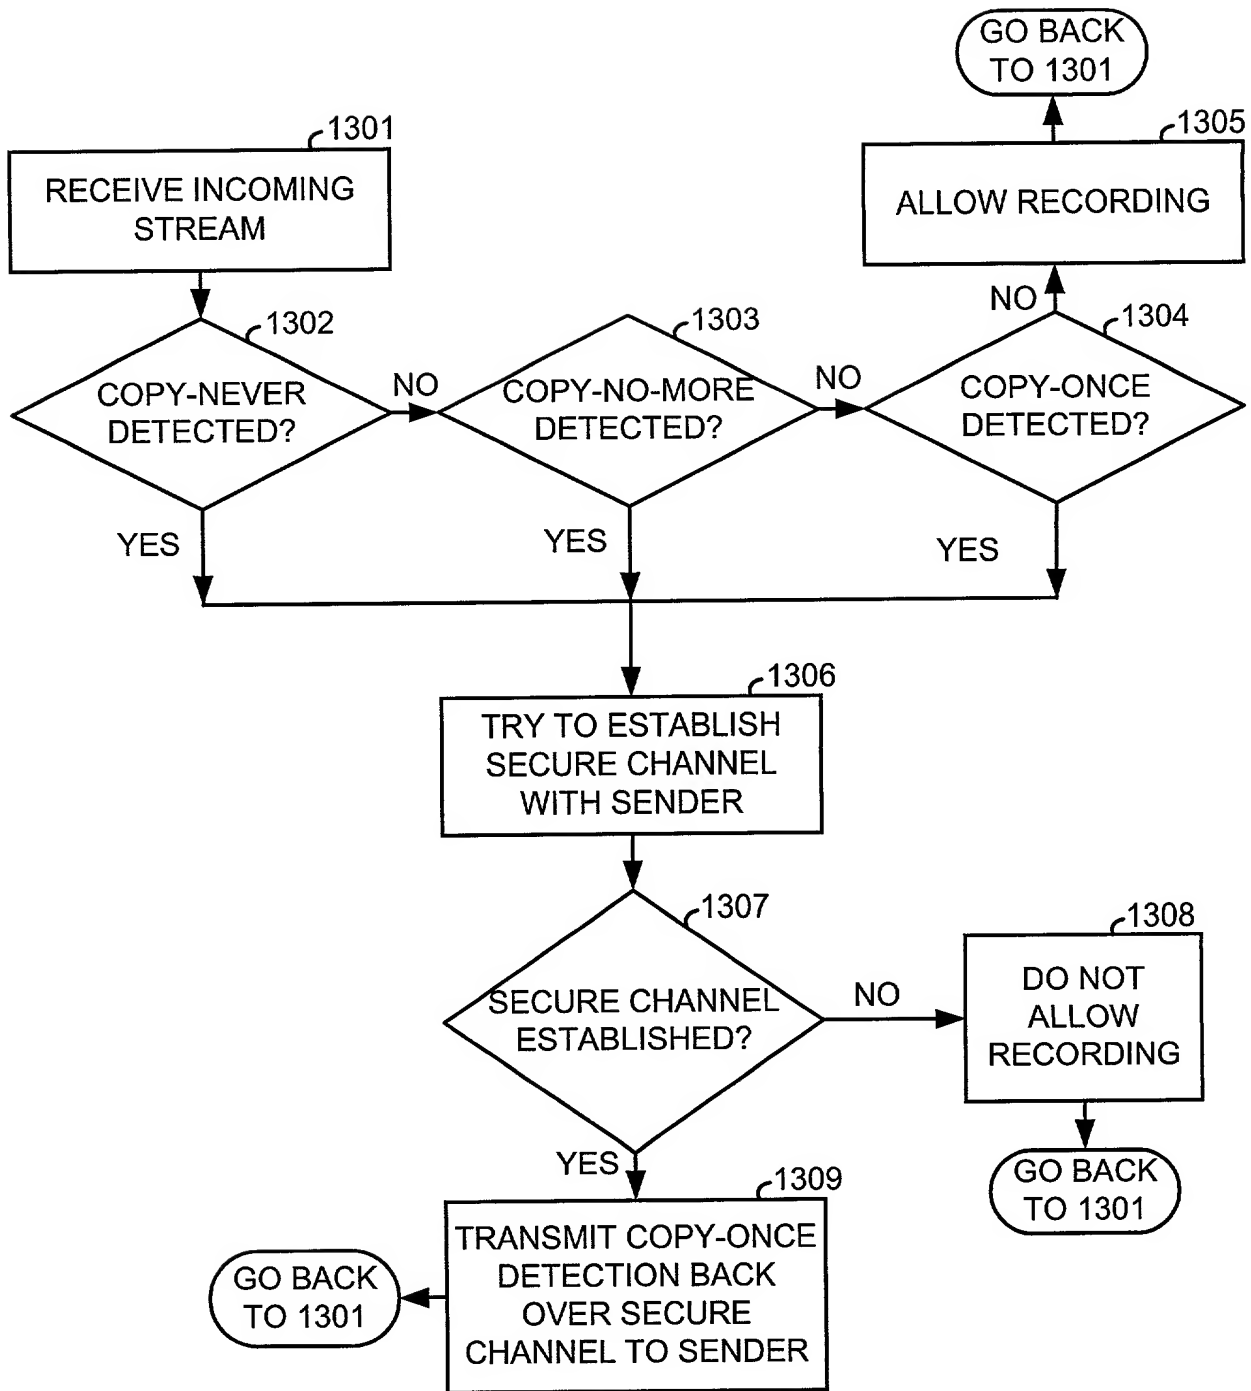 GO BACK
TO 1301
1301
1305
RECEIVE INCOMING
STREAM
ALLOW RECORDING
NO
1302
1303
1304
COPY-NEVER
DETECTED?
NO
COPY-NO-MORE
DETECTED?
NO
COPY-ONCE
DETECTED?
YES
YES
YES
1306
TRY TO ESTABLISH
SECURE CHANNEL
WITH SENDER
1307
1308
SECURE CHANNEL
ESTABLISHED?
NO
DO NOT
ALLOW
RECORDING
YES
GO BACK
TO 1301
1309
TRANSMIT COPY-ONCE
DETECTION BACK
OVER SECURE
CHANNEL TO SENDER
GO BACK
TO 1301